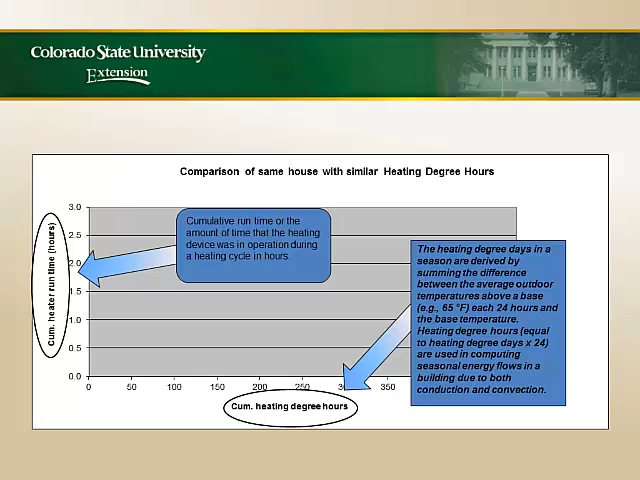 Colorado State University
Extension
Comparison of same house with similar Heating Degree Hours
Cum. heater run time (hours)
3.0
2.5
2.0
1.5
1.0
0.5
0.0
Cumulative run time or the
amount of time that the heating
device was in operation during
a heating cycle in hours
The heating degree days in a
season are derived by
summing the difference
between the average outdoor
temperatures above a base
(e.g., 65 °F) each 24 hours and
the base temperature.
Heating degree hours (equal
to heating degree days x 24)
are used in computing
seasonal energy flows in a
building due to both
conduction and convection.
0 50 100 150 200 250 350
Cum. heating degree hours